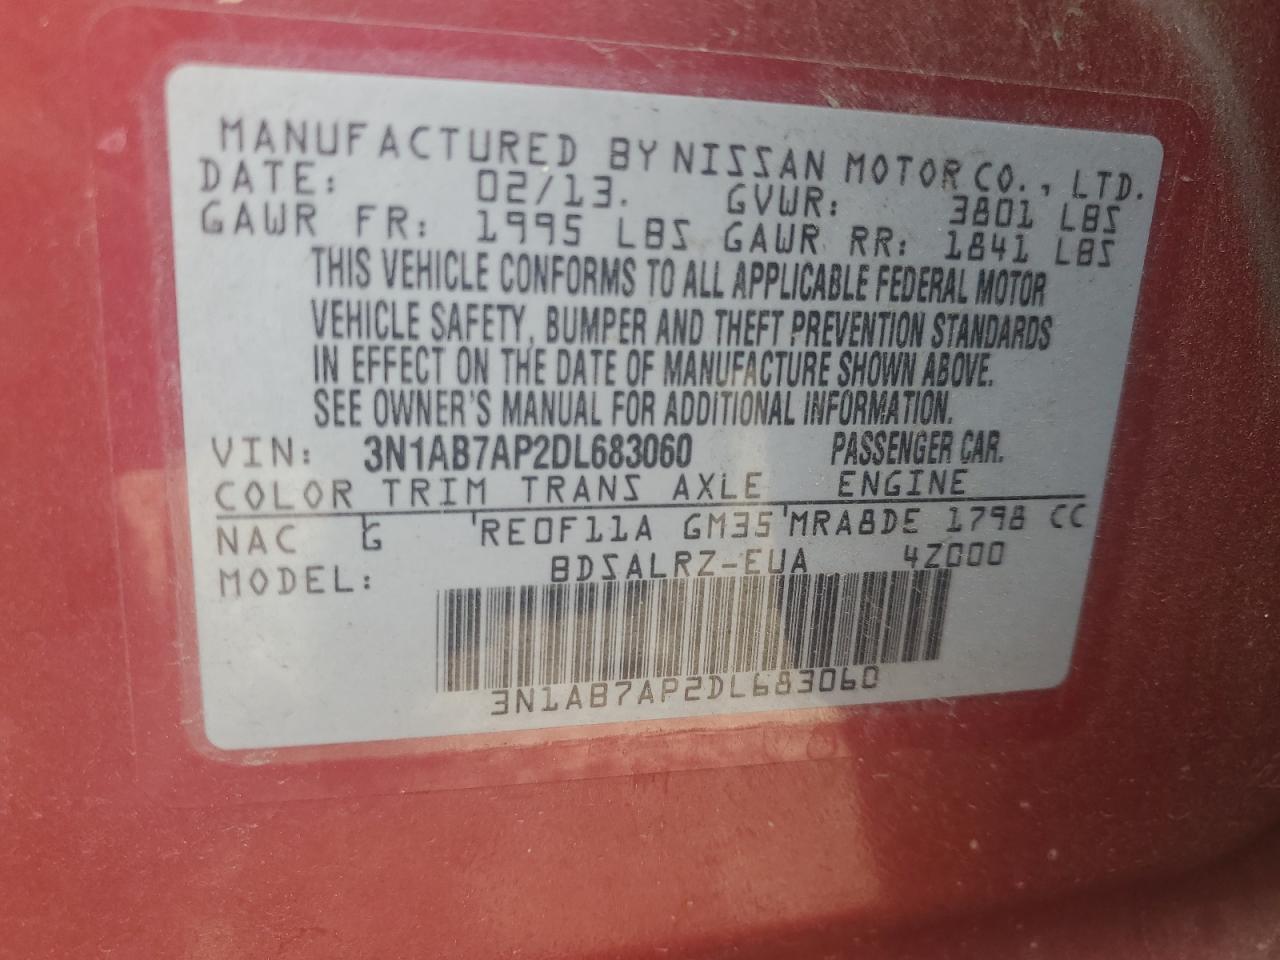 MANUFACTURED BY NISSAN MOTOR CO., LTD.
DATE: 02/13. GVWR: 3801 LBS
GAWR FR: 1995 LBS GAWR RR: 1841 LBS
THIS VEHICLE CONFORMS TO ALL APPLICABLE FEDERAL MOTOR
VEHICLE SAFETY, BUMPER AND THEFT PREVENTION STANDARDS
IN EFFECT ON THE DATE OF MANUFACTURE SHOWN ABOVE.
SEE OWNER'S MANUAL FOR ADDITIONAL INFORMATION.
VIN: 3N1AB7AP2DL683060 PASSENGER CAR.
COLOR TRIM TRANS AXLE ENGINE
NAC G RE0F11A GM35 MRA8DE 1798 CC
MODEL: BDSALRZ-EUA 4Z000
3N1AB7AP2DL683060